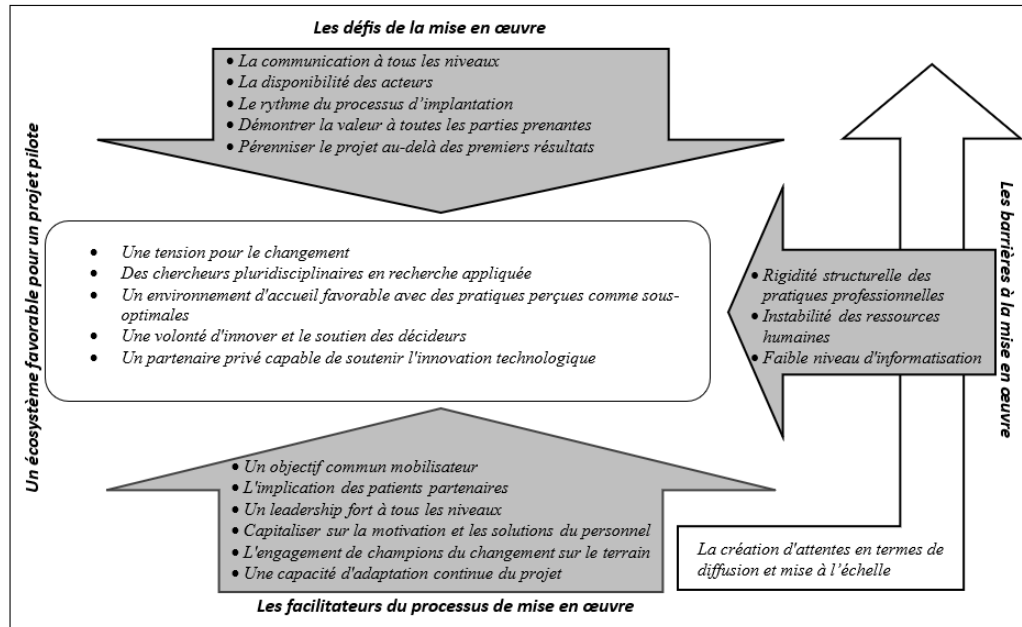 Les défis de la mise en œuvre
• La communication à tous les niveaux
• La disponibilité des acteurs
• Le rythme du processus d'implantation
• Démontrer la valeur à toutes les parties prenantes
• Pérenniser le projet au-delà des premiers résultats
Un écosystème favorable pour un projet pilote
• Une tension pour le changement
• Des chercheurs pluridisciplinaires en recherche appliquée
• Un environnement d'accueil favorable avec des pratiques perçues comme sous-
optimales
• Une volonté d'innover et le soutien des décideurs
• Un partenaire privé capable de soutenir l'innovation technologique
• Rigidité structurelle des
pratiques professionnelles
• Instabilité des ressources
humaines
• Faible niveau d'informatisation
Les barrières à la mise en œuvre
• Un objectif commun mobilisateur
• L'implication des patients partenaires
• Un leadership fort à tous les niveaux
• Capitaliser sur la motivation et les solutions du personnel
• L'engagement de champions du changement sur le terrain
• Une capacité d'adaptation continue du projet
Les facilitateurs du processus de mise en œuvre
La création d'attentes en termes de
diffusion et mise à l'échelle